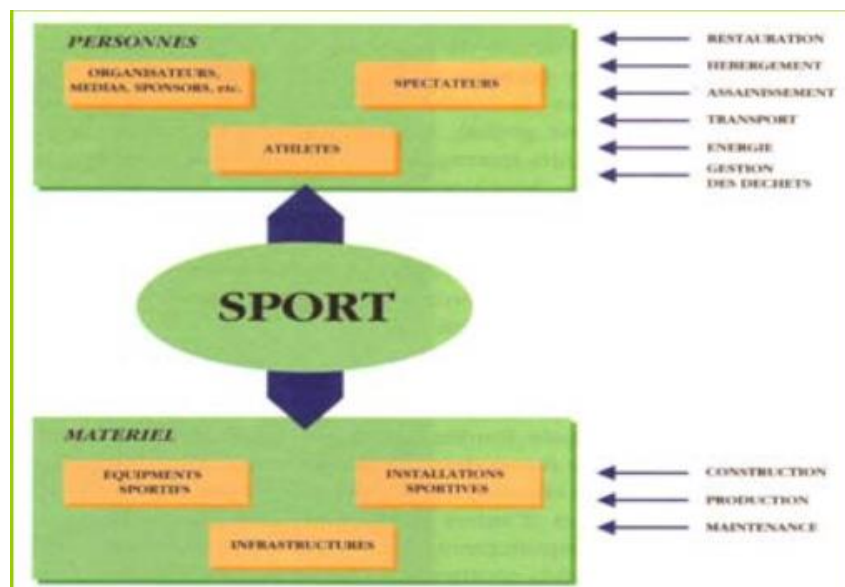 PERSONNES
ORGANISATEURS,
MEDIAS, SPONSORS, etc.
SPECTATEURS
ATHLETES
RESTAURATION
HEBERGEMENT
ASSAINISSEMENT
TRANSPORT
ENERGIE
GESTION
DES DECHETS
SPORT
MATERIEL
EQUIPMENTS
SPORTIFS
INSTALLATIONS
SPORTIVES
INFRASTRUCTURES
CONSTRUCTION
PRODUCTION
MAINTENANCE